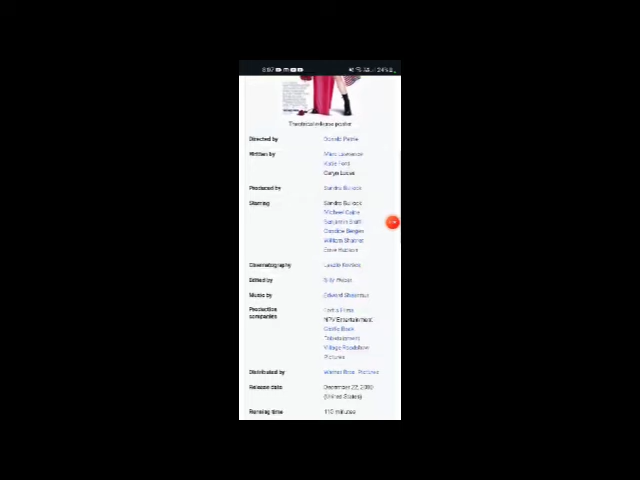 Theatrical release poster
Directed by Donald Petrie
Written by Marc Lawrence
Katie Ford
Caryn Lucas
Produced by Sandra Bullock
Starring Sandra Bullock
Michael Caine
Benjamin Bratt
Candice Bergen
William Shatner
Ernie Hudson
Cinematography László Kovács
Edited by Billy Weber
Music by Edward Shearmur
Production
companies
Fortis Films
NPV Entertainment
Castle Rock
Entertainment
Village Roadshow
Pictures
Distributed by Warner Bros. Pictures
Release date December 22, 2000
(United States)
Running time 110 minutes